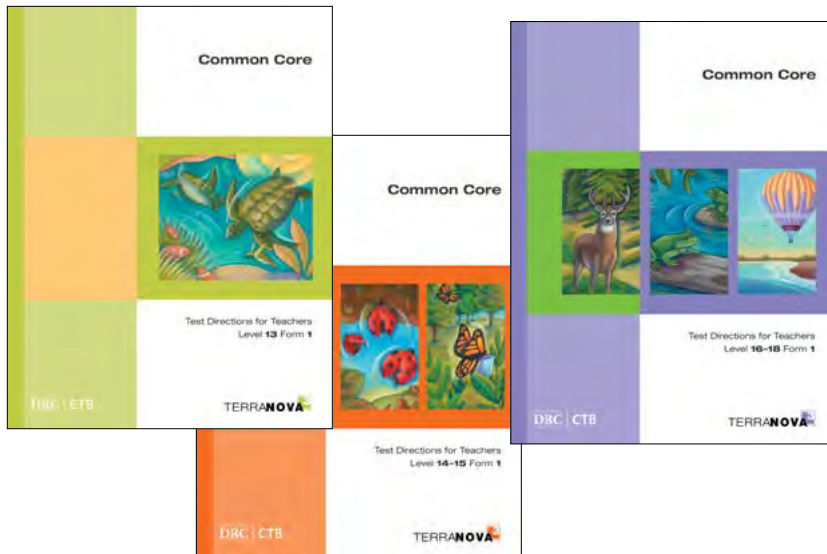 Common Core
Test Directions for Teachers
Level 13 Form 1
DRC | CTB
TERRANOVA
Common Core
Test Directions for Teachers
Level 14–15 Form 1
DRC | CTB
TERRANOVA
Common Core
Test Directions for Teachers
Level 16–18 Form 1
DRC | CTB
TERRANOVA